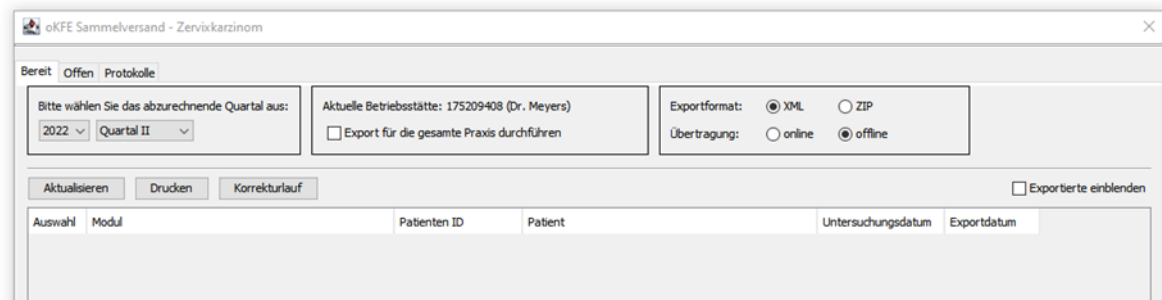 oKFE Sammelversand - Zervixkarzinom
Bereit Offen Protokolle
Bitte wählen Sie das abzurechnende Quartal aus:
2022 Quartal II
Aktuelle Betriebsstätte: 175209408 (Dr. Meyers)
Export für die gesamte Praxis durchführen
Exportformat: XML ZIP
Übertragung: online offline
Aktualisieren Drucken Korrekturlauf Exportierte einblenden
Auswahl Modul Patienten ID Patient Untersuchungsdatum Exportdatum